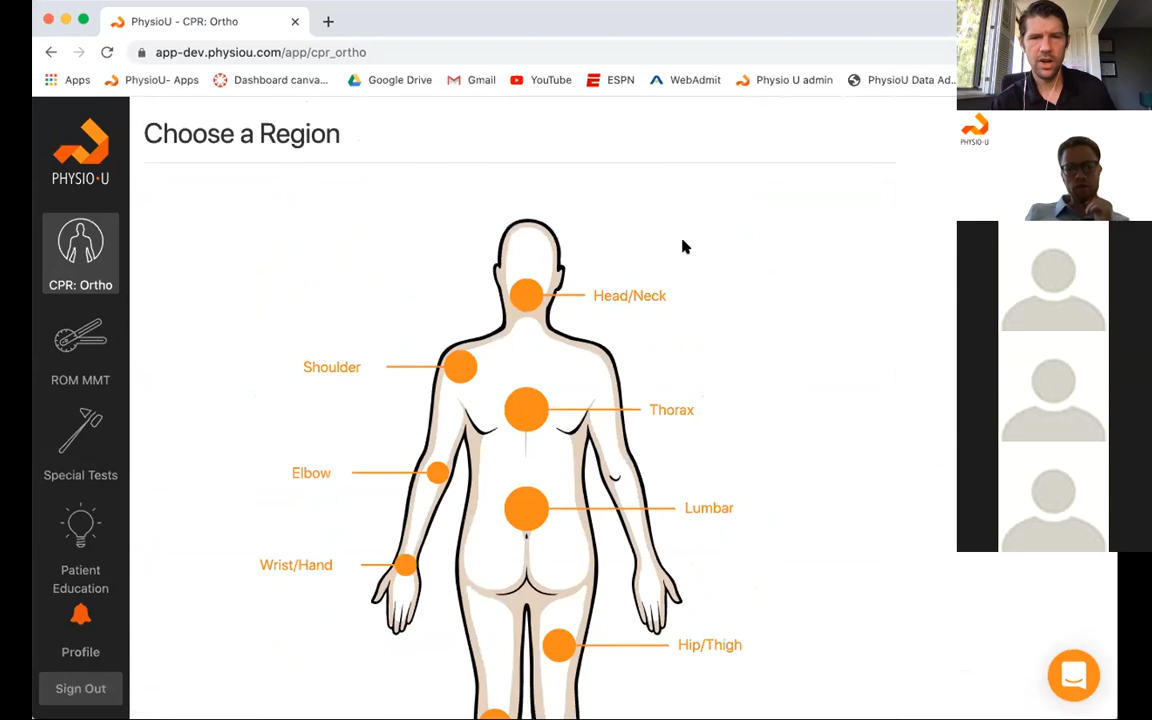 PhysioU - CPR: Ortho
app-dev.physiou.com/app/cpr_ortho
Apps
PhysioU- Apps
Dashboard canva...
Google Drive
Gmail
YouTube
ESPN
WebAdmit
Physio U admin
PhysioU Data Ad...
Choose a Region
PHYSIO·U
PHYSIO·U
CPR: Ortho
ROM MMT
Special Tests
Patient
Education
Profile
Sign Out
Head/Neck
Shoulder
Thorax
Elbow
Lumbar
Wrist/Hand
Hip/Thigh